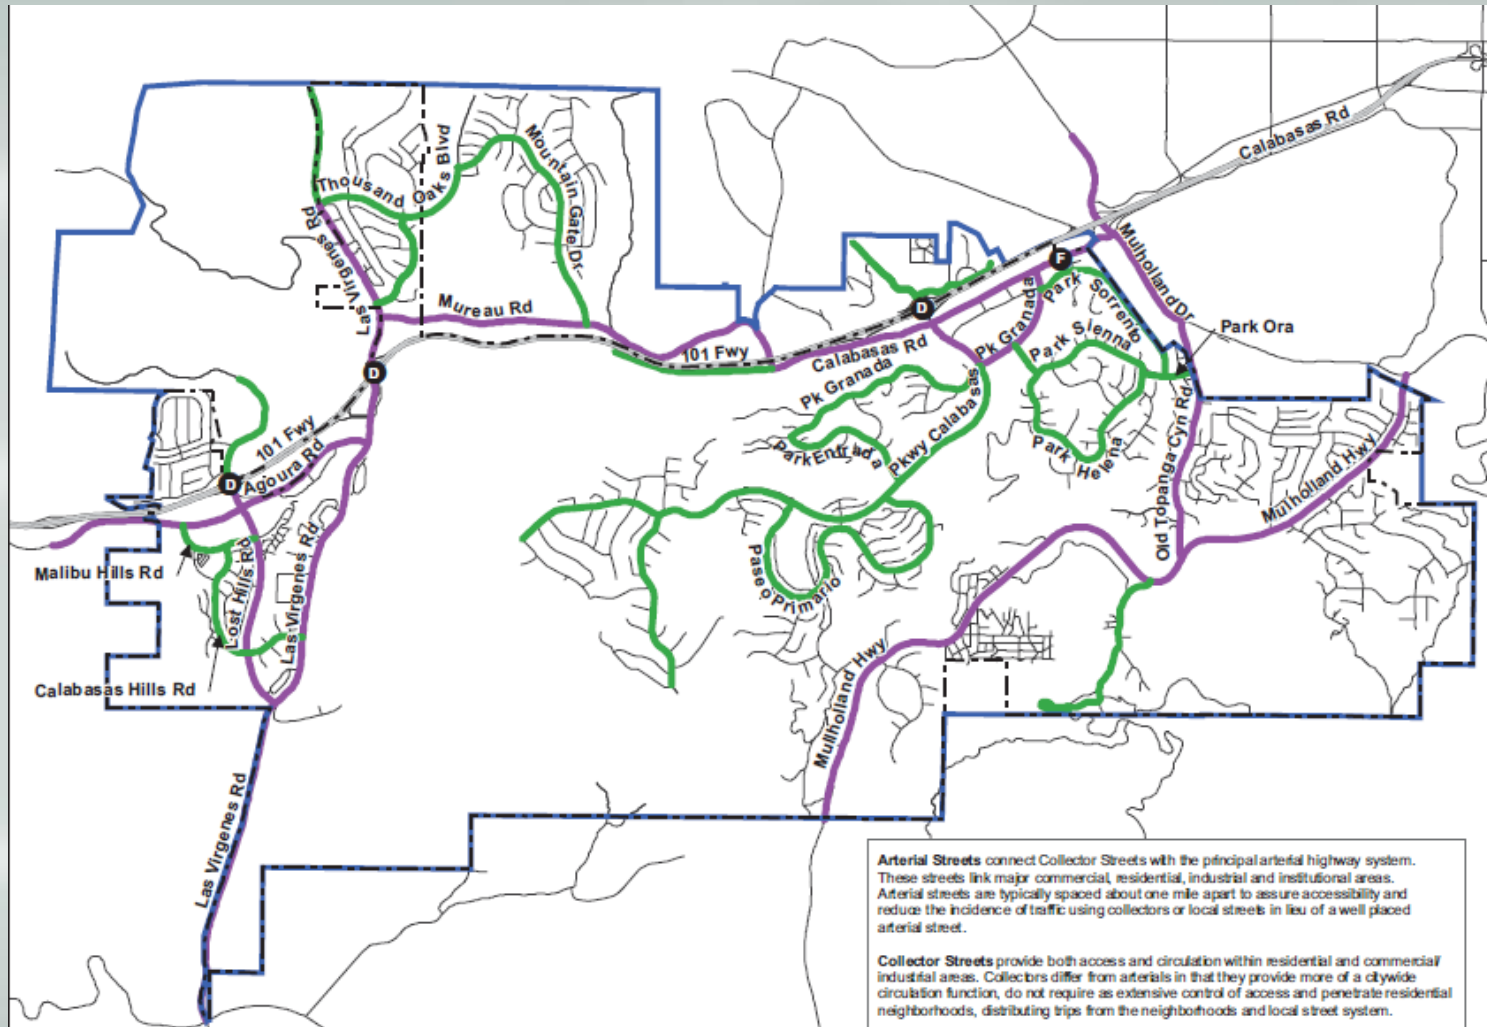 Calabasas Rd
Thousand Oaks Blvd
Mountain Gate Dr
Las Virgenes Rd
Mureau Rd
Mulholland Dr
F
D
Park Sorrento
Park Ora
Pk Granada
Park Sienna
101 Fwy
Calabasas Rd
D
Pk Granada
Pkwy Calabasas
Park Entrada
Park Helena
Old Topanga Cyn Rd
Mulholland Hwy
101 Fwy
Agoura Rd
D
Malibu Hills Rd
Lost Hills Rd
Las Virgenes Rd
Paseo Primario
Calabasas Hills Rd
Mullholland Hwy
Las Virgenes Rd
Arterial Streets connect Collector Streets with the principal arterial highway system.
These streets link major commercial, residential, industrial and institutional areas.
Arterial streets are typically spaced about one mile apart to assure accessibility and
reduce the incidence of traffic using collectors or local streets in lieu of a well placed
arterial street.
Collector Streets provide both access and circulation within residential and commercial/
industrial areas. Collectors differ from arterials in that they provide more of a citywide
circulation function, do not require as extensive control of access and penetrate residential
neighborhoods, distributing trips from the neighborhoods and local street system.
D